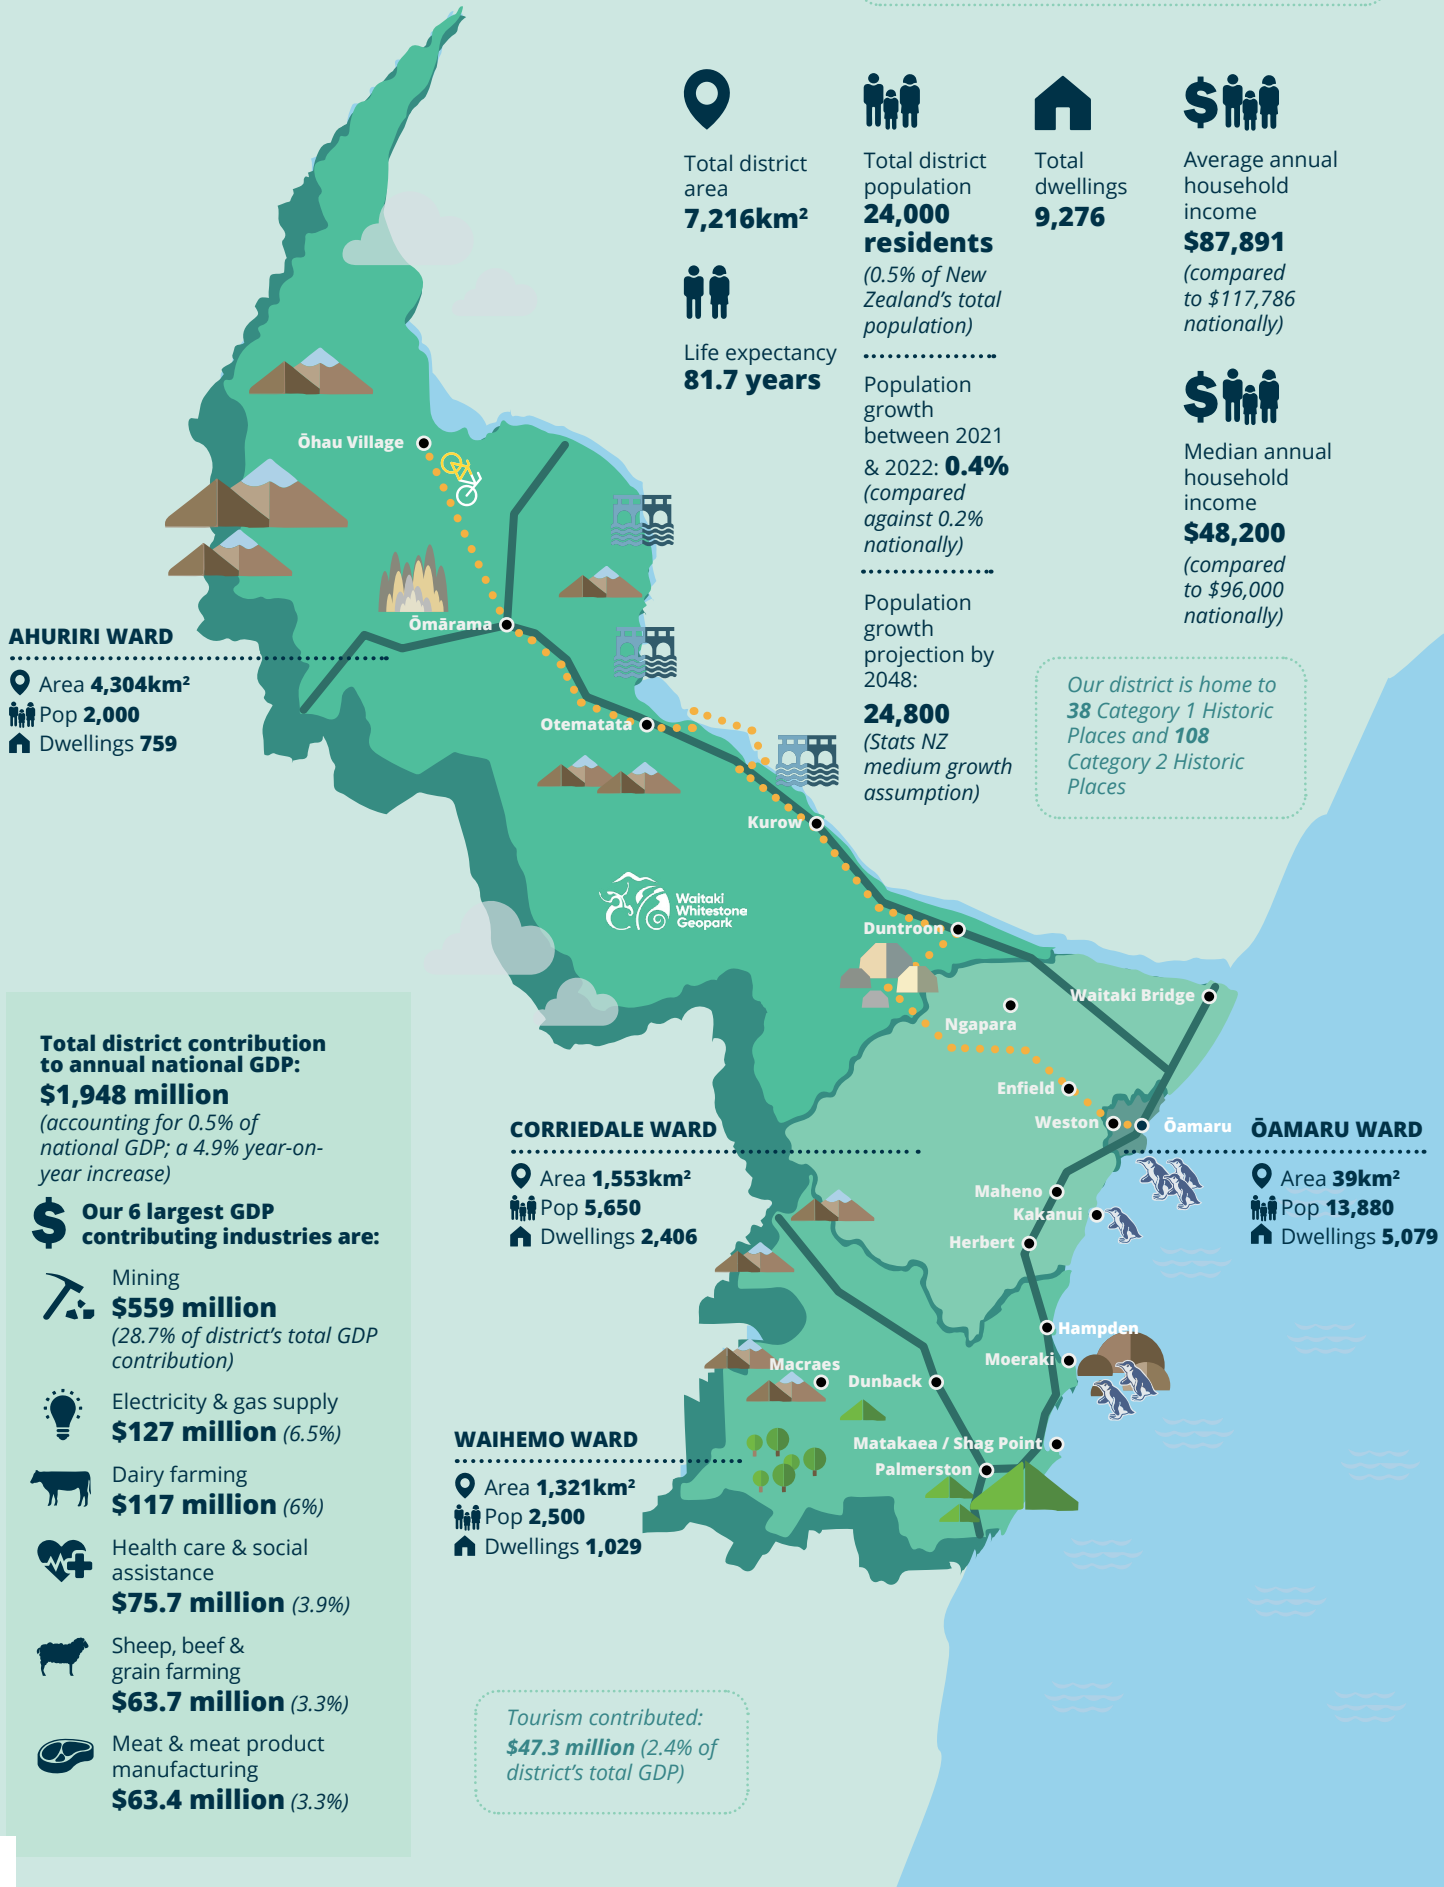 Total district
area
7,216km²
Life expectancy
81.7 years
Total district
population
24,000
residents
(0.5% of New
Zealand's total
population)
Population
growth
between 2021
& 2022: 0.4%
(compared
against 0.2%
nationally)
Population
growth
projection by
2048:
24,800
(Stats NZ
medium growth
assumption)
Total
dwellings
9,276
Average annual
household
income
$87,891
(compared
to $117,786
nationally)
Median annual
household
income
$48,200
(compared
to $96,000
nationally)
Our district is home to
38 Category 1 Historic
Places and 108
Category 2 Historic
Places
Ōhau Village
Ōmārama
Otematata
Kurow
Waitaki
Whitestone
Geopark
Duntroon
Waitaki Bridge
Ngapara
Enfield
Weston
Ōamaru
Maheno
Kakanui
Herbert
Hampden
Moeraki
Macraes
Dunback
Matakaea / Shag Point
Palmerston
AHURIRI WARD
Area 4,304km²
Pop 2,000
Dwellings 759
CORRIEDALE WARD
Area 1,553km²
Pop 5,650
Dwellings 2,406
ŌAMARU WARD
Area 39km²
Pop 13,880
Dwellings 5,079
WAIHEMO WARD
Area 1,321km²
Pop 2,500
Dwellings 1,029
Total district contribution
to annual national GDP:
$1,948 million
(accounting for 0.5% of
national GDP; a 4.9% year-on-
year increase)
Our 6 largest GDP
contributing industries are:
Mining
$559 million
(28.7% of district's total GDP
contribution)
Electricity & gas supply
$127 million (6.5%)
Dairy farming
$117 million (6%)
Health care & social
assistance
$75.7 million (3.9%)
Sheep, beef &
grain farming
$63.7 million (3.3%)
Meat & meat product
manufacturing
$63.4 million (3.3%)
Tourism contributed:
$47.3 million (2.4% of
district's total GDP)